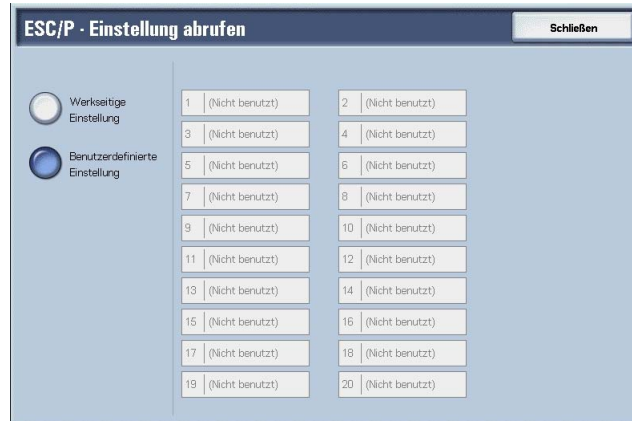 ESC/P - Einstellung abrufen
Schließen
Werkseitige
Einstellung
Benutzerdefinierte
Einstellung
1 (Nicht benutzt)
2 (Nicht benutzt)
3 (Nicht benutzt)
4 (Nicht benutzt)
5 (Nicht benutzt)
6 (Nicht benutzt)
7 (Nicht benutzt)
8 (Nicht benutzt)
9 (Nicht benutzt)
10 (Nicht benutzt)
11 (Nicht benutzt)
12 (Nicht benutzt)
13 (Nicht benutzt)
14 (Nicht benutzt)
15 (Nicht benutzt)
16 (Nicht benutzt)
17 (Nicht benutzt)
18 (Nicht benutzt)
19 (Nicht benutzt)
20 (Nicht benutzt)